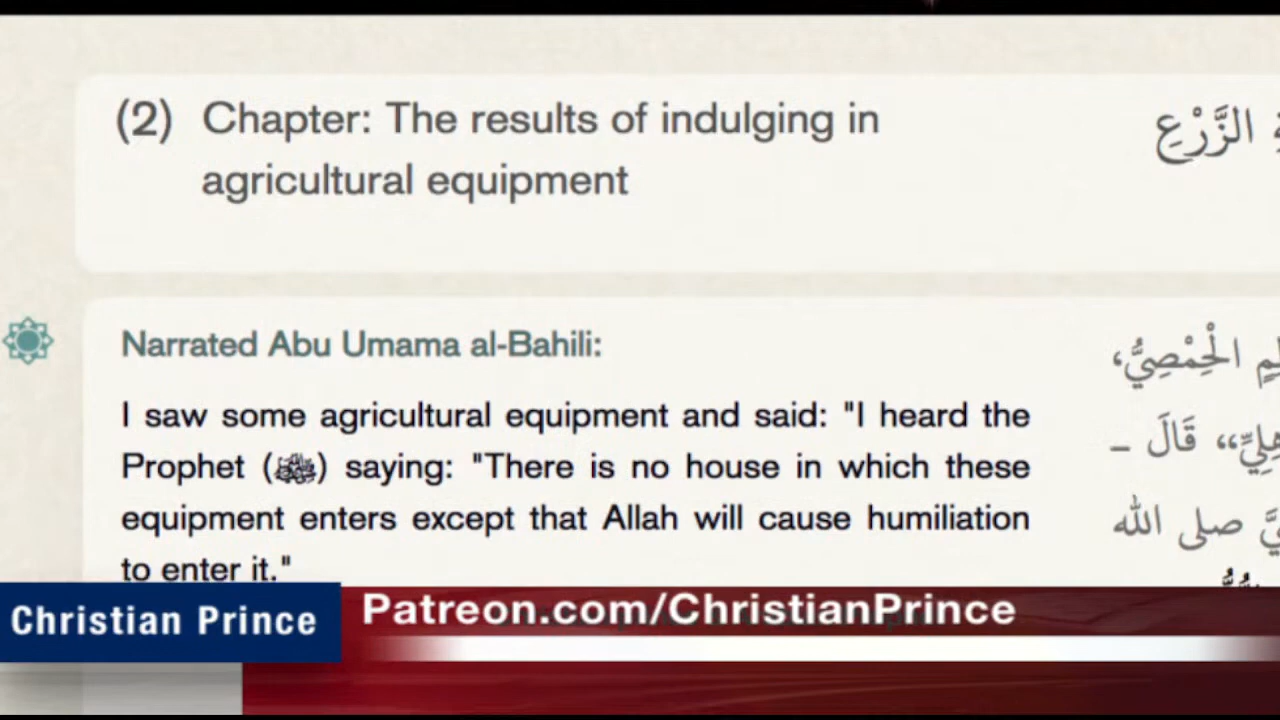 (2) Chapter: The results of indulging in
الزَّرْعِ
agricultural equipment
Narrated Abu Umama al-Bahili:
الْحِمْصِيُّ،
I saw some agricultural equipment and said: "I heard the
قَالَ ـ
Prophet (ﷺ) saying: "There is no house in which these
equipment enters except that Allah will cause humiliation
صلى الله
to enter it."
Christian Prince
Patreon.com/ChristianPrince